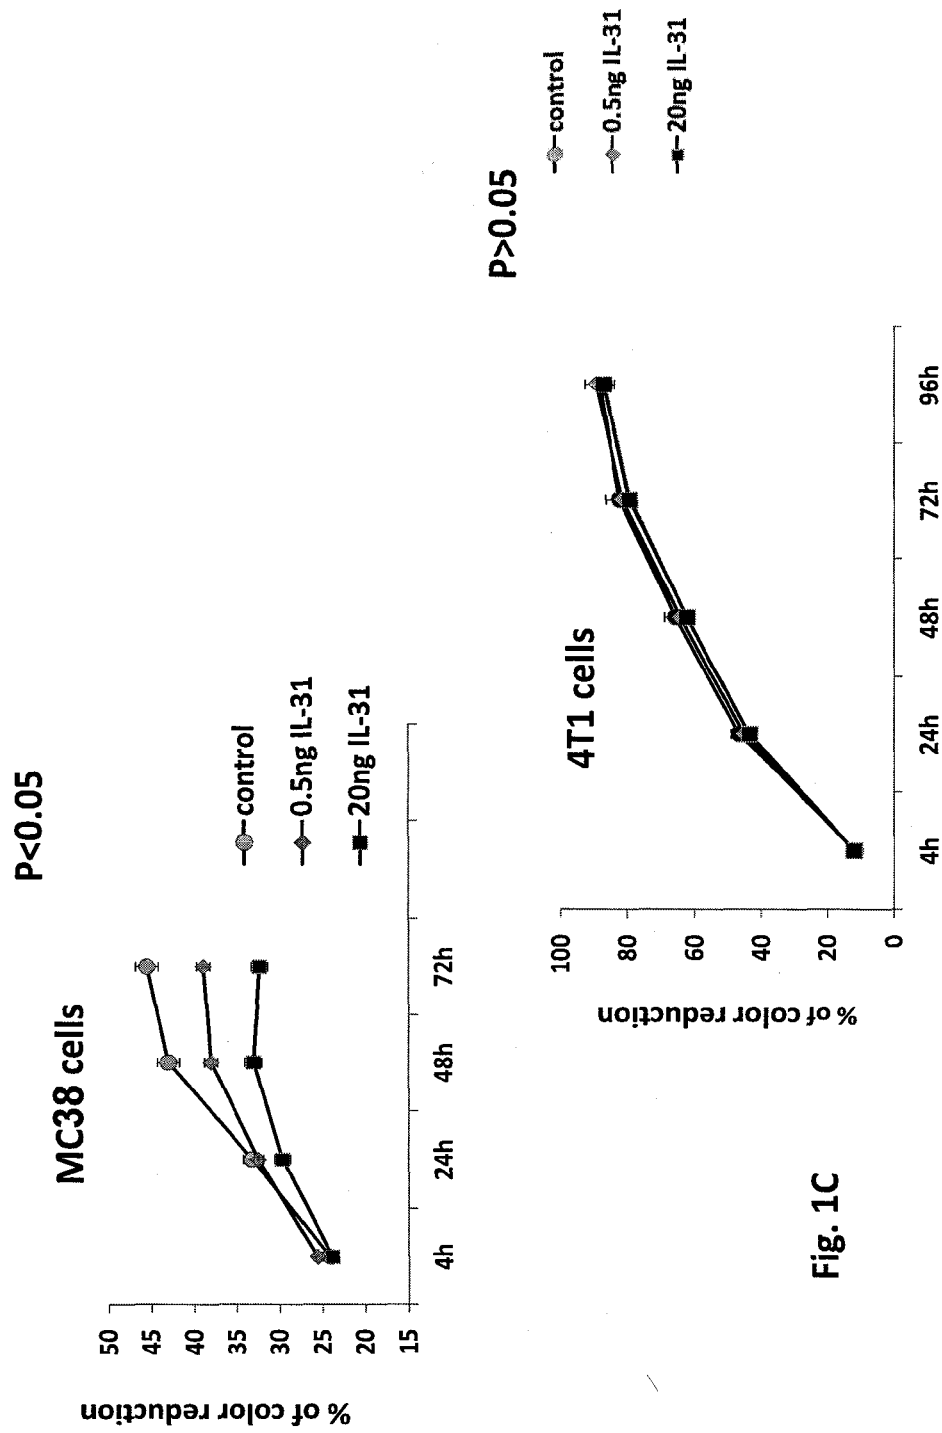 MC38 cells
P<0.05
% of color reduction
50
45
40
35
30
25
20
15
4h
24h
48h
72h
control
0.5ng IL-31
20ng IL-31
4T1 cells
P>0.05
% of color reduction
100
80
60
40
20
0
4h
24h
48h
72h
96h
control
0.5ng IL-31
20ng IL-31
Fig. 1C